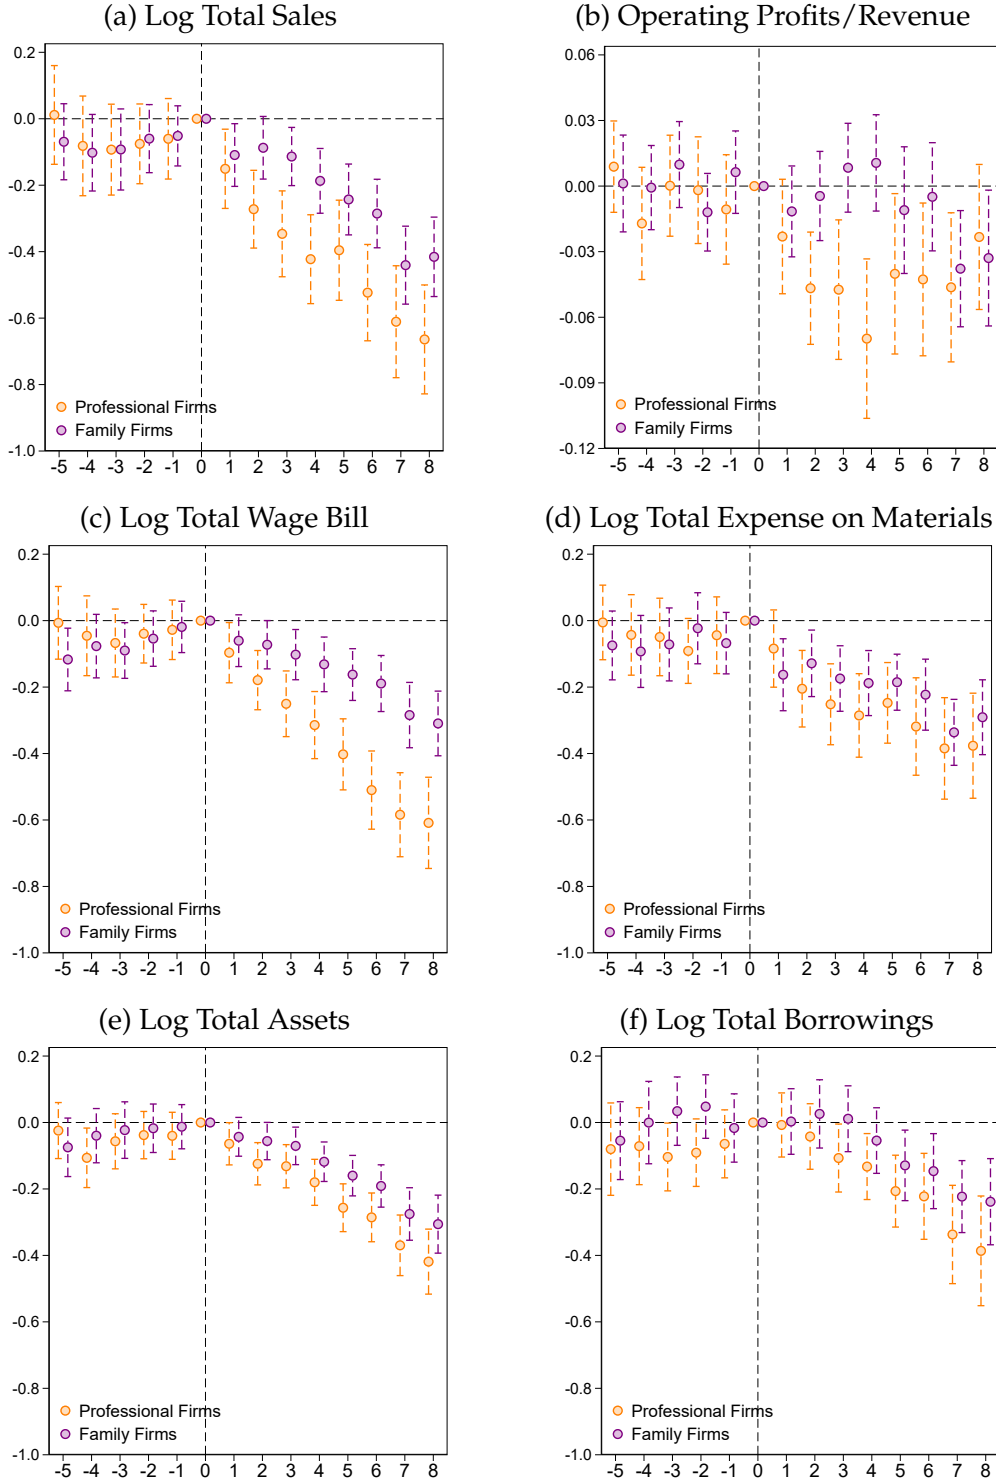 (a) Log Total Sales
0.2
0.0
-0.2
-0.4
-0.6
-0.8
-1.0
Professional Firms
Family Firms
-5 -4 -3 -2 -1 0 1 2 3 4 5 6 7 8
(b) Operating Profits/Revenue
0.06
0.03
0.00
-0.03
-0.06
-0.09
-0.12
Professional Firms
Family Firms
-5 -4 -3 -2 -1 0 1 2 3 4 5 6 7 8
(c) Log Total Wage Bill
0.2
0.0
-0.2
-0.4
-0.6
-0.8
-1.0
Professional Firms
Family Firms
-5 -4 -3 -2 -1 0 1 2 3 4 5 6 7 8
(d) Log Total Expense on Materials
0.2
0.0
-0.2
-0.4
-0.6
-0.8
-1.0
Professional Firms
Family Firms
-5 -4 -3 -2 -1 0 1 2 3 4 5 6 7 8
(e) Log Total Assets
0.2
0.0
-0.2
-0.4
-0.6
-0.8
-1.0
Professional Firms
Family Firms
-5 -4 -3 -2 -1 0 1 2 3 4 5 6 7 8
(f) Log Total Borrowings
0.2
0.0
-0.2
-0.4
-0.6
-0.8
-1.0
Professional Firms
Family Firms
-5 -4 -3 -2 -1 0 1 2 3 4 5 6 7 8